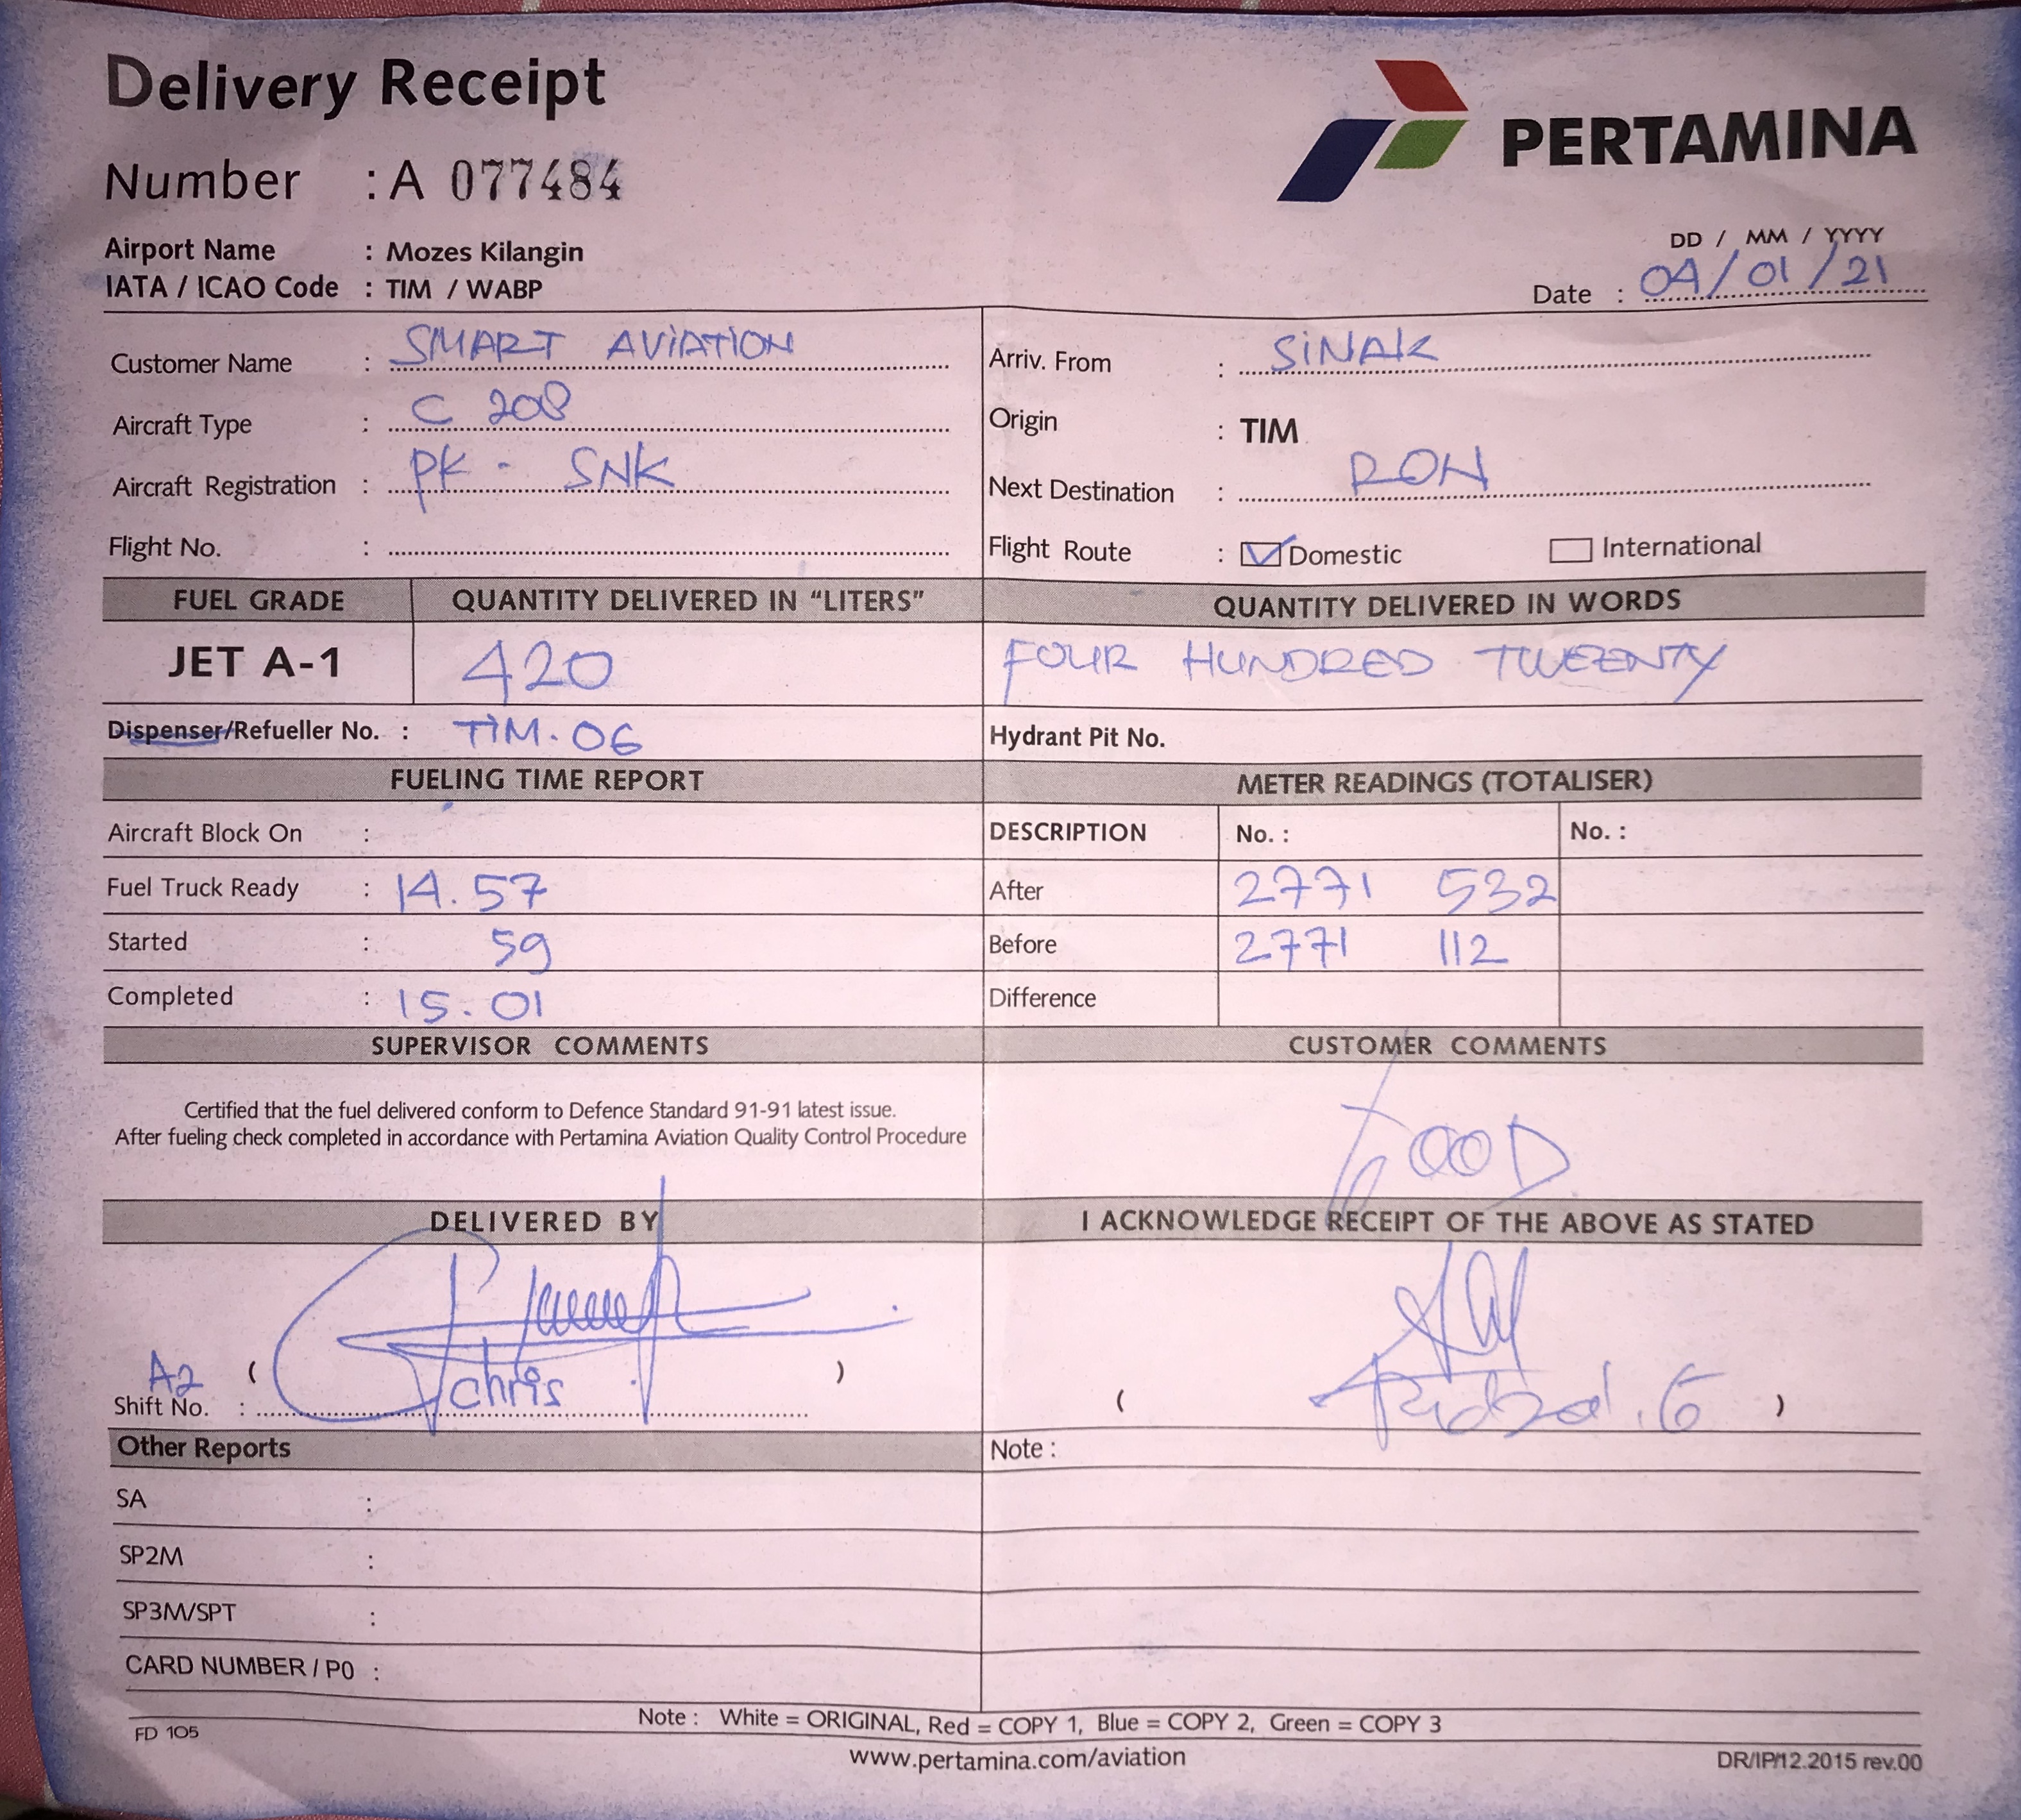 Delivery Receipt
PERTAMINA
Number : A 077484
Airport Name : Mozes Kilangin
IATA / ICAO Code : TIM / WABP
DD / MM / YYYY
Date : 04/01/21
Customer Name : SMART AVIATION
Aircraft Type : C 208
Aircraft Registration : PK - SNK
Flight No. :
Arriv. From : SINAK
Origin : TIM
Next Destination : RON
Flight Route : Domestic International
FUEL GRADE QUANTITY DELIVERED IN "LITERS" QUANTITY DELIVERED IN WORDS
JET A-1 420 FOUR HUNDRED TWEENTY
Dispenser/Refueller No. : TIM. 06 Hydrant Pit No.
FUELING TIME REPORT METER READINGS (TOTALISER)
Aircraft Block On : DESCRIPTION No. : No. :
Fuel Truck Ready : 14.57 After 2771 532
Started : 59 Before 2771 112
Completed : 15.01 Difference
SUPERVISOR COMMENTS CUSTOMER COMMENTS
Certified that the fuel delivered conform to Defence Standard 91-91 latest issue.
After fueling check completed in accordance with Pertamina Aviation Quality Control Procedure
GOOD
DELIVERED BY I ACKNOWLEDGE RECEIPT OF THE ABOVE AS STATED
A2 ( chris ) ( )
Shift No. :
Other Reports Note :
SA :
SP2M :
SP3M/SPT :
CARD NUMBER / PO :
Note : White = ORIGINAL, Red = COPY 1, Blue = COPY 2, Green = COPY 3
FD 105
www.pertamina.com/aviation
DR/IP/12.2015 rev.00